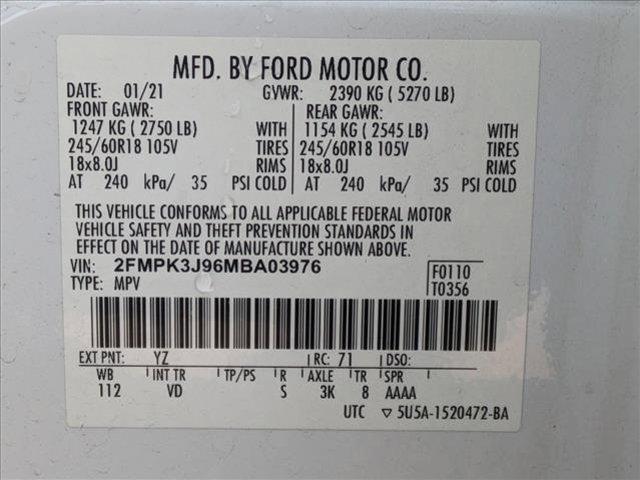 MFD. BY FORD MOTOR CO.
DATE: 01/21 GVWR: 2390 KG ( 5270 LB)
FRONT GAWR: REAR GAWR:
1247 KG ( 2750 LB) WITH 1154 KG ( 2545 LB) WITH
245/60R18 105V TIRES 245/60R18 105V TIRES
18x8.0J RIMS 18x8.0J RIMS
AT 240 kPa/ 35 PSI COLD AT 240 kPa/ 35 PSI COLD
THIS VEHICLE CONFORMS TO ALL APPLICABLE FEDERAL MOTOR
VEHICLE SAFETY AND THEFT PREVENTION STANDARDS IN
EFFECT ON THE DATE OF MANUFACTURE SHOWN ABOVE.
VIN: 2FMPK3J96MBA03976 F0110
TYPE: MPV T0356
EXT PNT: YZ RC: 71 DSO:
WB INT TR TP/PS R AXLE TR SPR
112 VD S 3K 8 AAAA
UTC ▽ 5U5A-1520472-BA